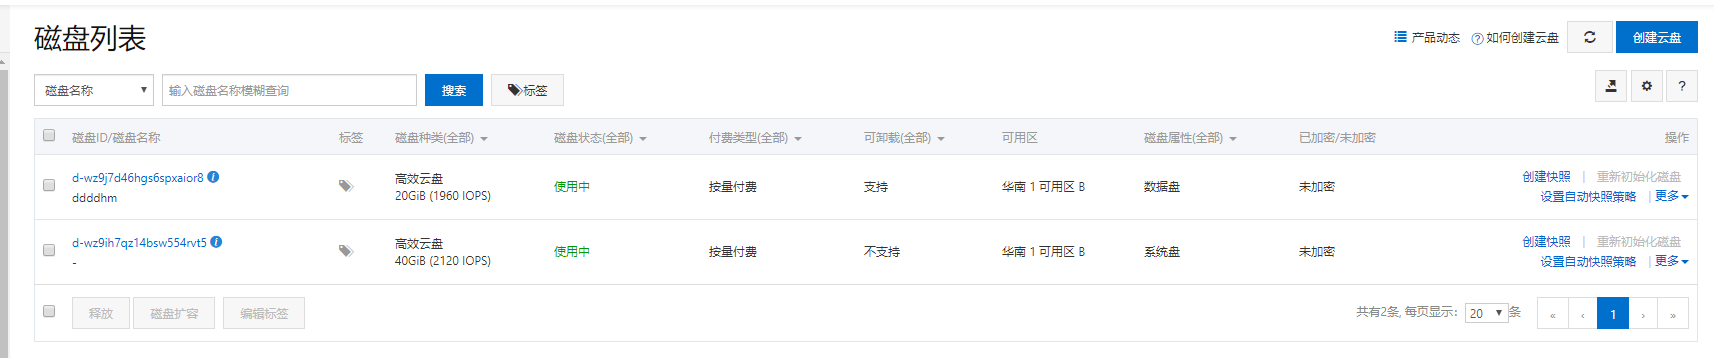 磁盘列表
产品动态 如何创建云盘 创建云盘
磁盘名称 输入磁盘名称模糊查询 搜索 标签 ?
磁盘ID/磁盘名称 标签 磁盘种类(全部) 磁盘状态(全部) 付费类型(全部) 可卸载(全部) 可用区 磁盘属性(全部) 已加密/未加密 操作
d-wz9j7d46hgs6spxaior8 高效云盘 使用中 按量付费 支持 华南 1 可用区 B 数据盘 未加密 创建快照 | 重新初始化磁盘
ddddhm 20GiB (1960 IOPS) 设置自动快照策略 | 更多
d-wz9ih7qz14bsw554rvt5 高效云盘 使用中 按量付费 不支持 华南 1 可用区 B 系统盘 未加密 创建快照 | 重新初始化磁盘
- 40GiB (2120 IOPS) 设置自动快照策略 | 更多
释放 磁盘扩容 编辑标签 共有2条, 每页显示: 20 条 « ‹ 1 › »